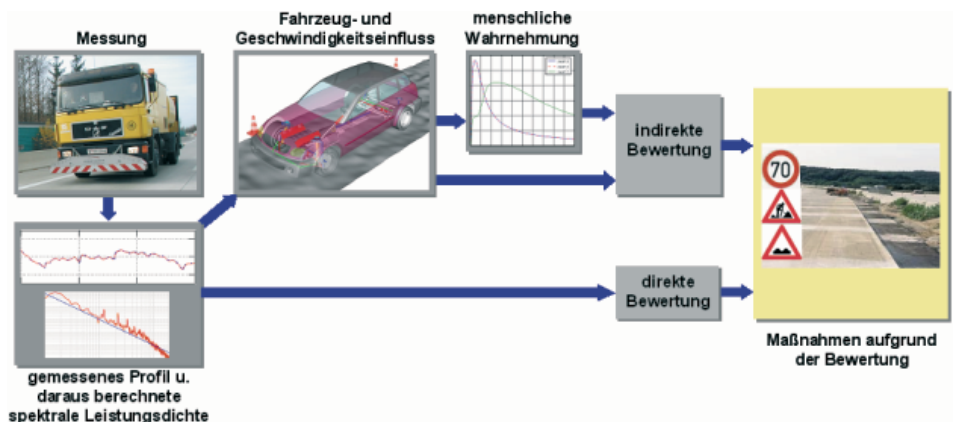 Messung
Fahrzeug- und
Geschwindigkeitseinfluss
menschliche
Wahrnehmung
indirekte
Bewertung
70
direkte
Bewertung
Maßnahmen aufgrund
der Bewertung
gemessenes Profil u.
daraus berechnete
spektrale Leistungsdichte